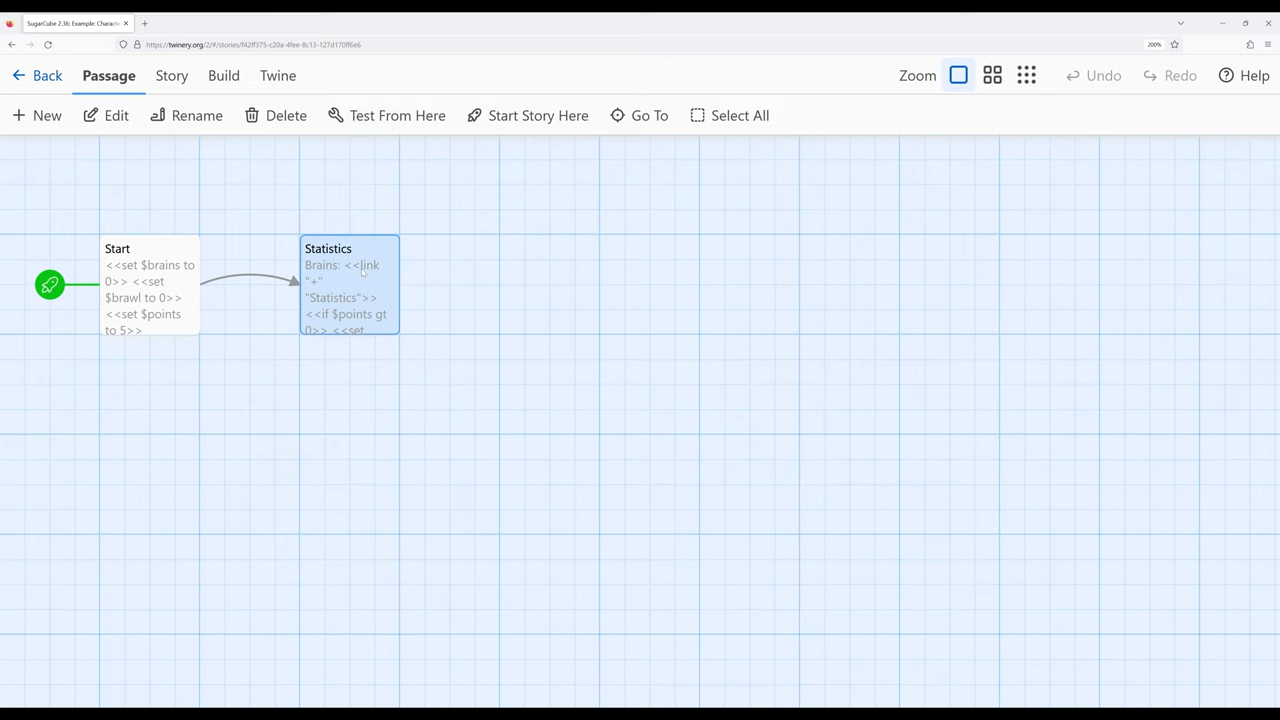 SugarCube 2.36: Example: Charact
https://twinery.org/2/#/stories/f42ff375-c20a-4fee-8c13-127d170ff6e6
200%
Back Passage Story Build Twine Zoom Undo Redo Help
New Edit Rename Delete Test From Here Start Story Here Go To Select All
Start
<<set $brains to
0>> <<set
$brawl to 0>>
<<set $points
to 5>>
Statistics
Brains: <<link
"+"
"Statistics">>
<<if $points gt
0>> <<set